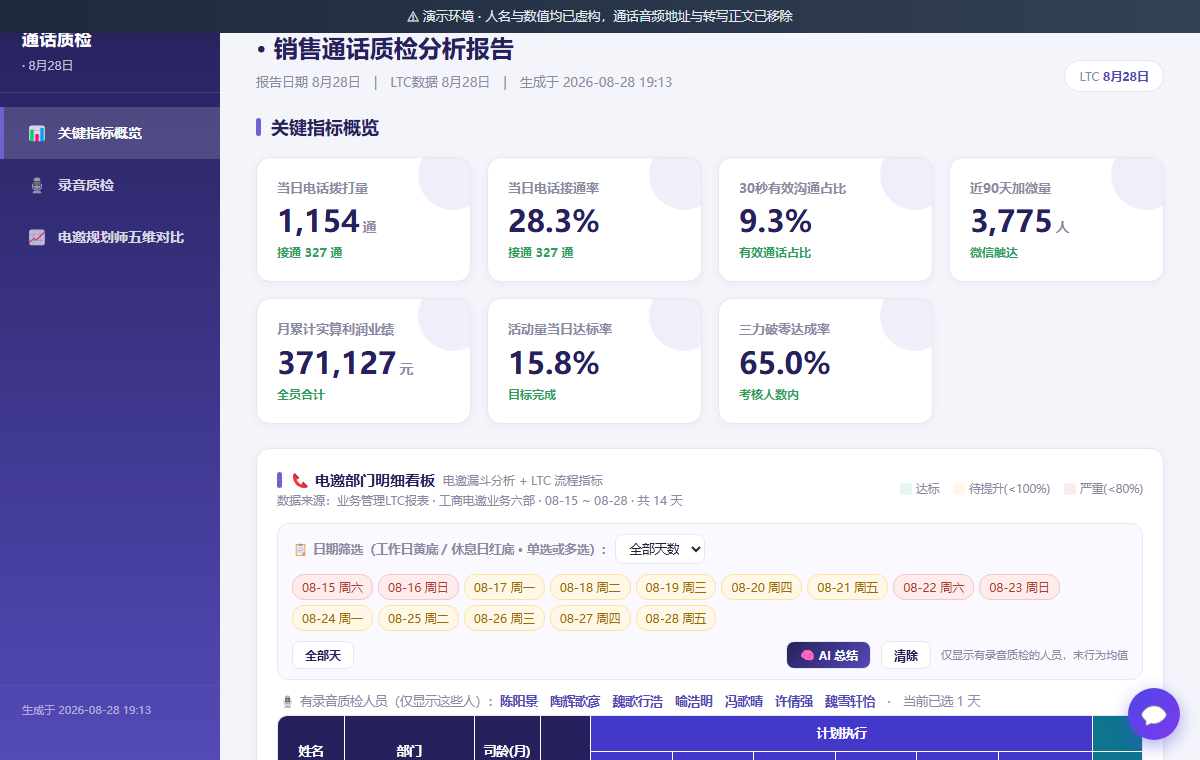 ⚠ 演示环境 · 人名与数值均已虚构，通话音频地址与转写正文已移除
通话质检
· 8月28日
📊 关键指标概览
🎙 录音质检
📈 电邀规划师五维对比
生成于 2026-08-28 19:13
• 销售通话质检分析报告
报告日期 8月28日 | LTC数据 8月28日 | 生成于 2026-08-28 19:13
LTC 8月28日
关键指标概览
当日电话拨打量
1,154 通
接通 327 通
当日电话接通率
28.3%
接通 327 通
30秒有效沟通占比
9.3%
有效通话占比
近90天加微量
3,775 人
微信触达
月累计实算利润业绩
371,127 元
全员合计
活动量当日达标率
15.8%
目标完成
三力破零达成率
65.0%
考核人数内
📞 电邀部门明细看板 电邀漏斗分析 + LTC 流程指标
数据来源：业务管理LTC报表 · 工商电邀业务六部 · 08-15 ~ 08-28 · 共 14 天
达标 待提升(<100%) 严重(<80%)
📋 日期筛选（工作日黄底 / 休息日红底 • 单选或多选）： 全部天数
08-15 周六 08-16 周日 08-17 周一 08-18 周二 08-19 周三 08-20 周四 08-21 周五 08-22 周六 08-23 周日
08-24 周一 08-25 周二 08-26 周三 08-27 周四 08-28 周五
全部天 🧠 AI 总结 清除 仅显示有录音质检的人员，末行为均值
🎙 有录音质检人员（仅显示这些人）： 陈阳景 陶辉歌彦 魏歌行浩 喻浩明 冯歌晴 许倩强 魏雪轩怡 · 当前已选 1 天
姓名 部门 司龄(月) 计划执行